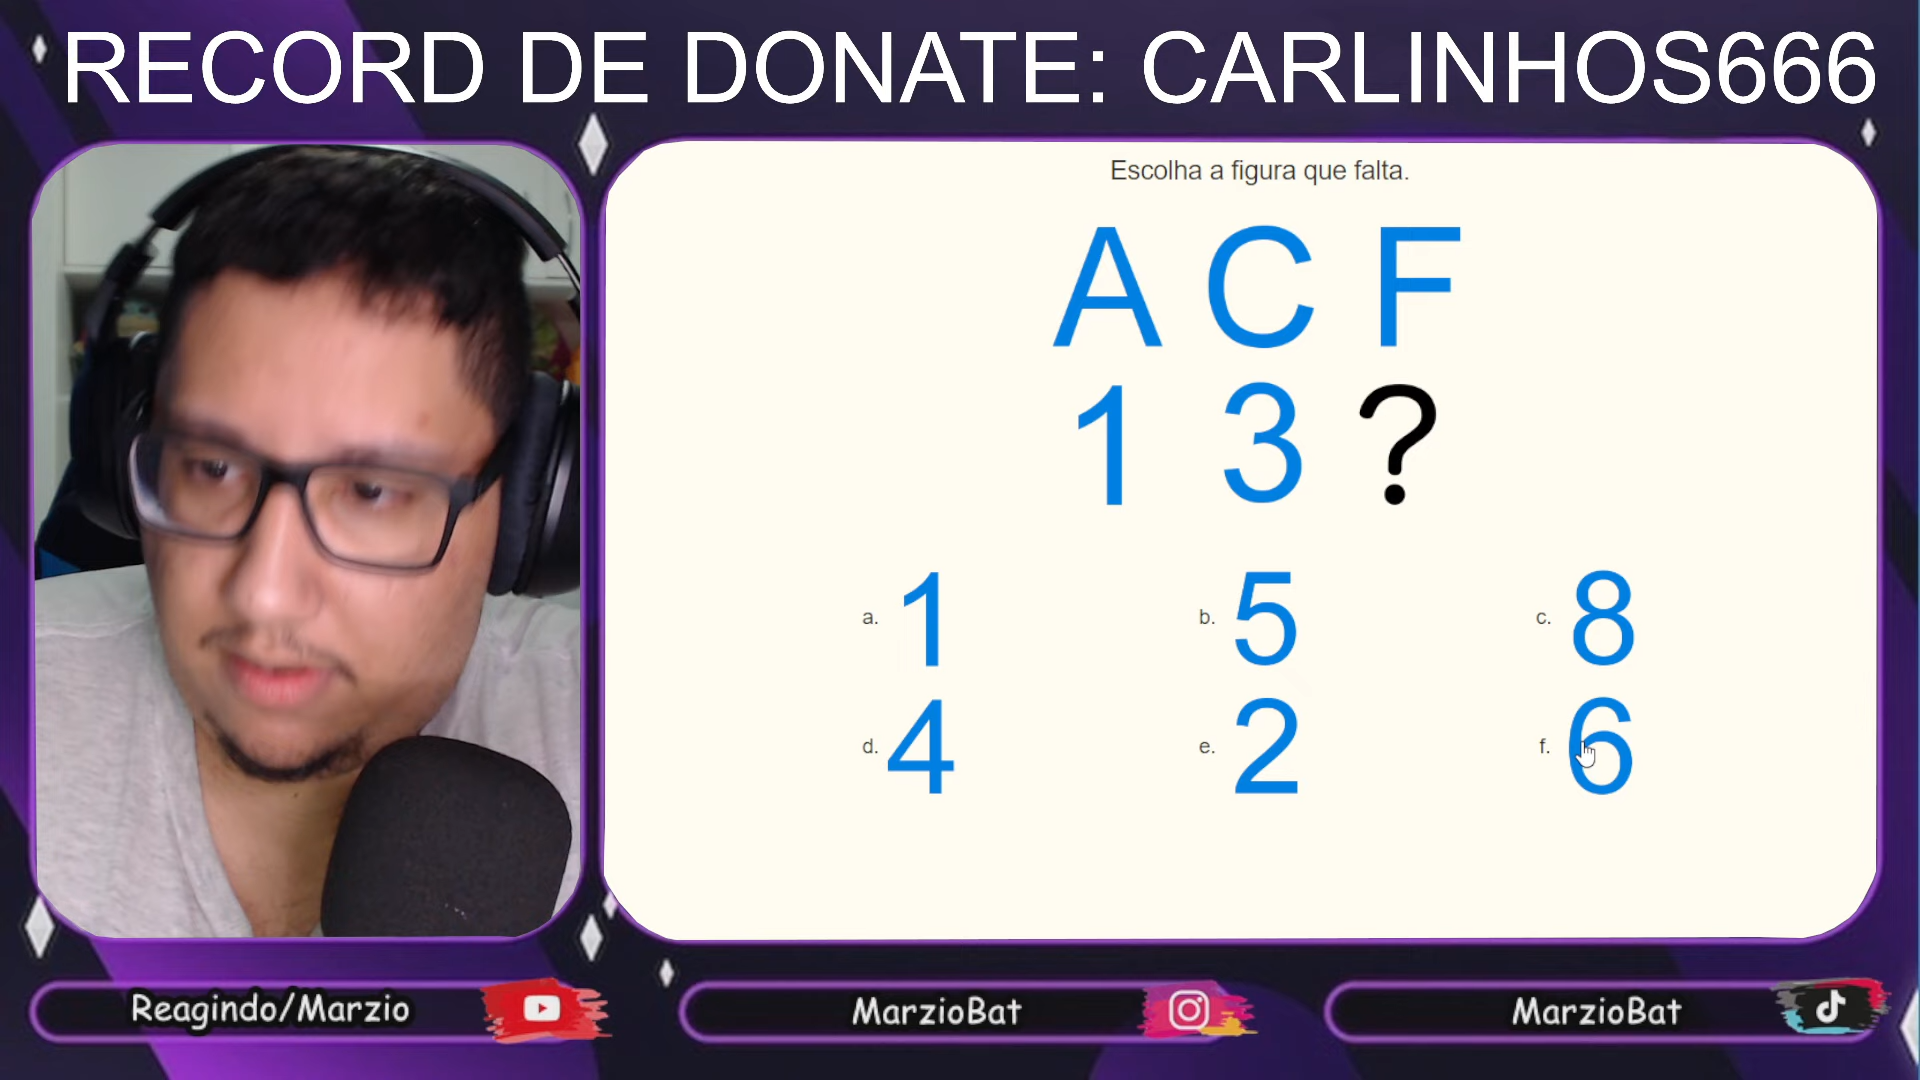 RECORD DE DONATE: CARLINHOS666
Escolha a figura que falta.
A C F
1 3 ?
a. 1 b. 5 c. 8
d. 4 e. 2 f. 6
Reagindo/Marzio MarzioBat MarzioBat